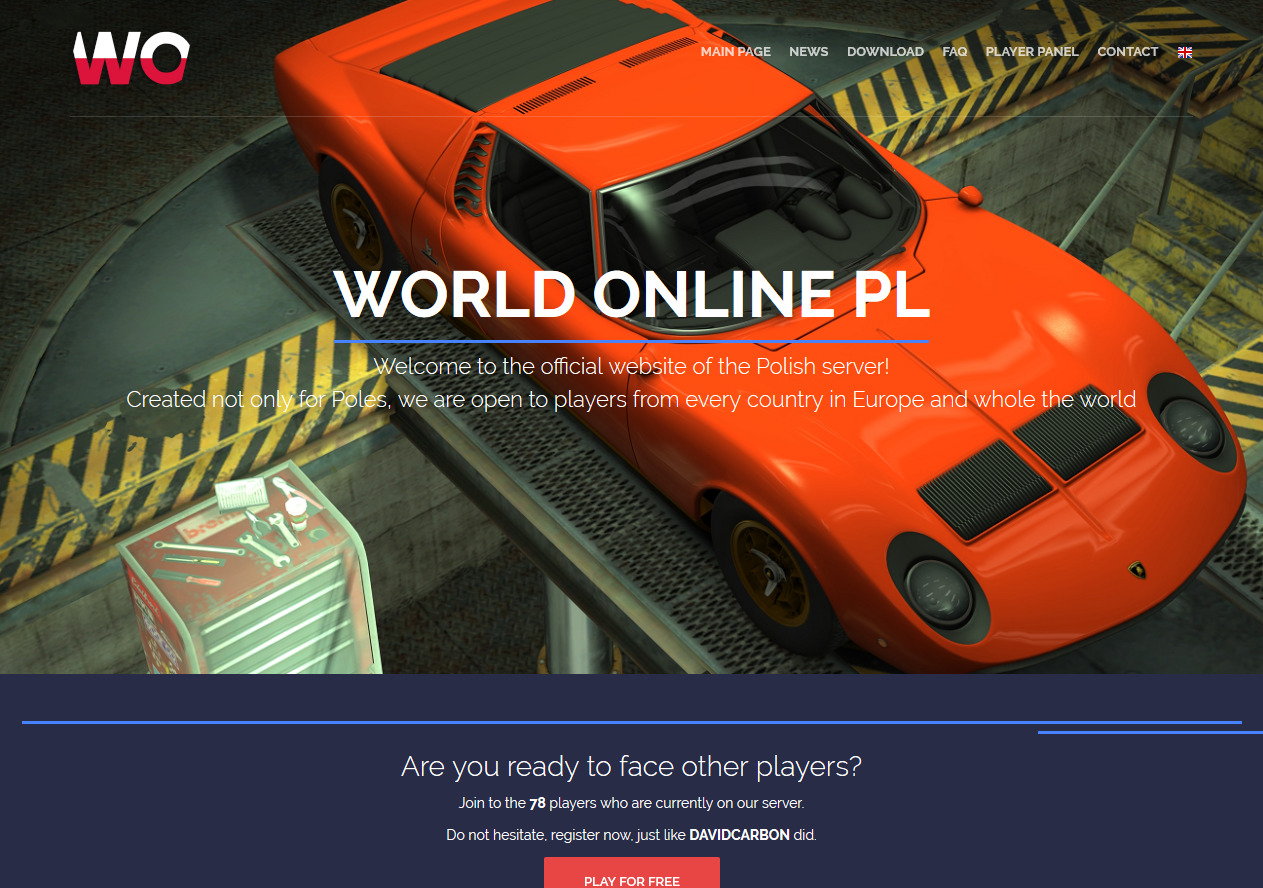 WO
MAIN PAGE NEWS DOWNLOAD FAQ PLAYER PANEL CONTACT
WORLD ONLINE PL
Welcome to the official website of the Polish server!
Created not only for Poles, we are open to players from every country in Europe and whole the world
Are you ready to face other players?
Join to the 78 players who are currently on our server.
Do not hesitate, register now, just like DAVIDCARBON did.
PLAY FOR FREE